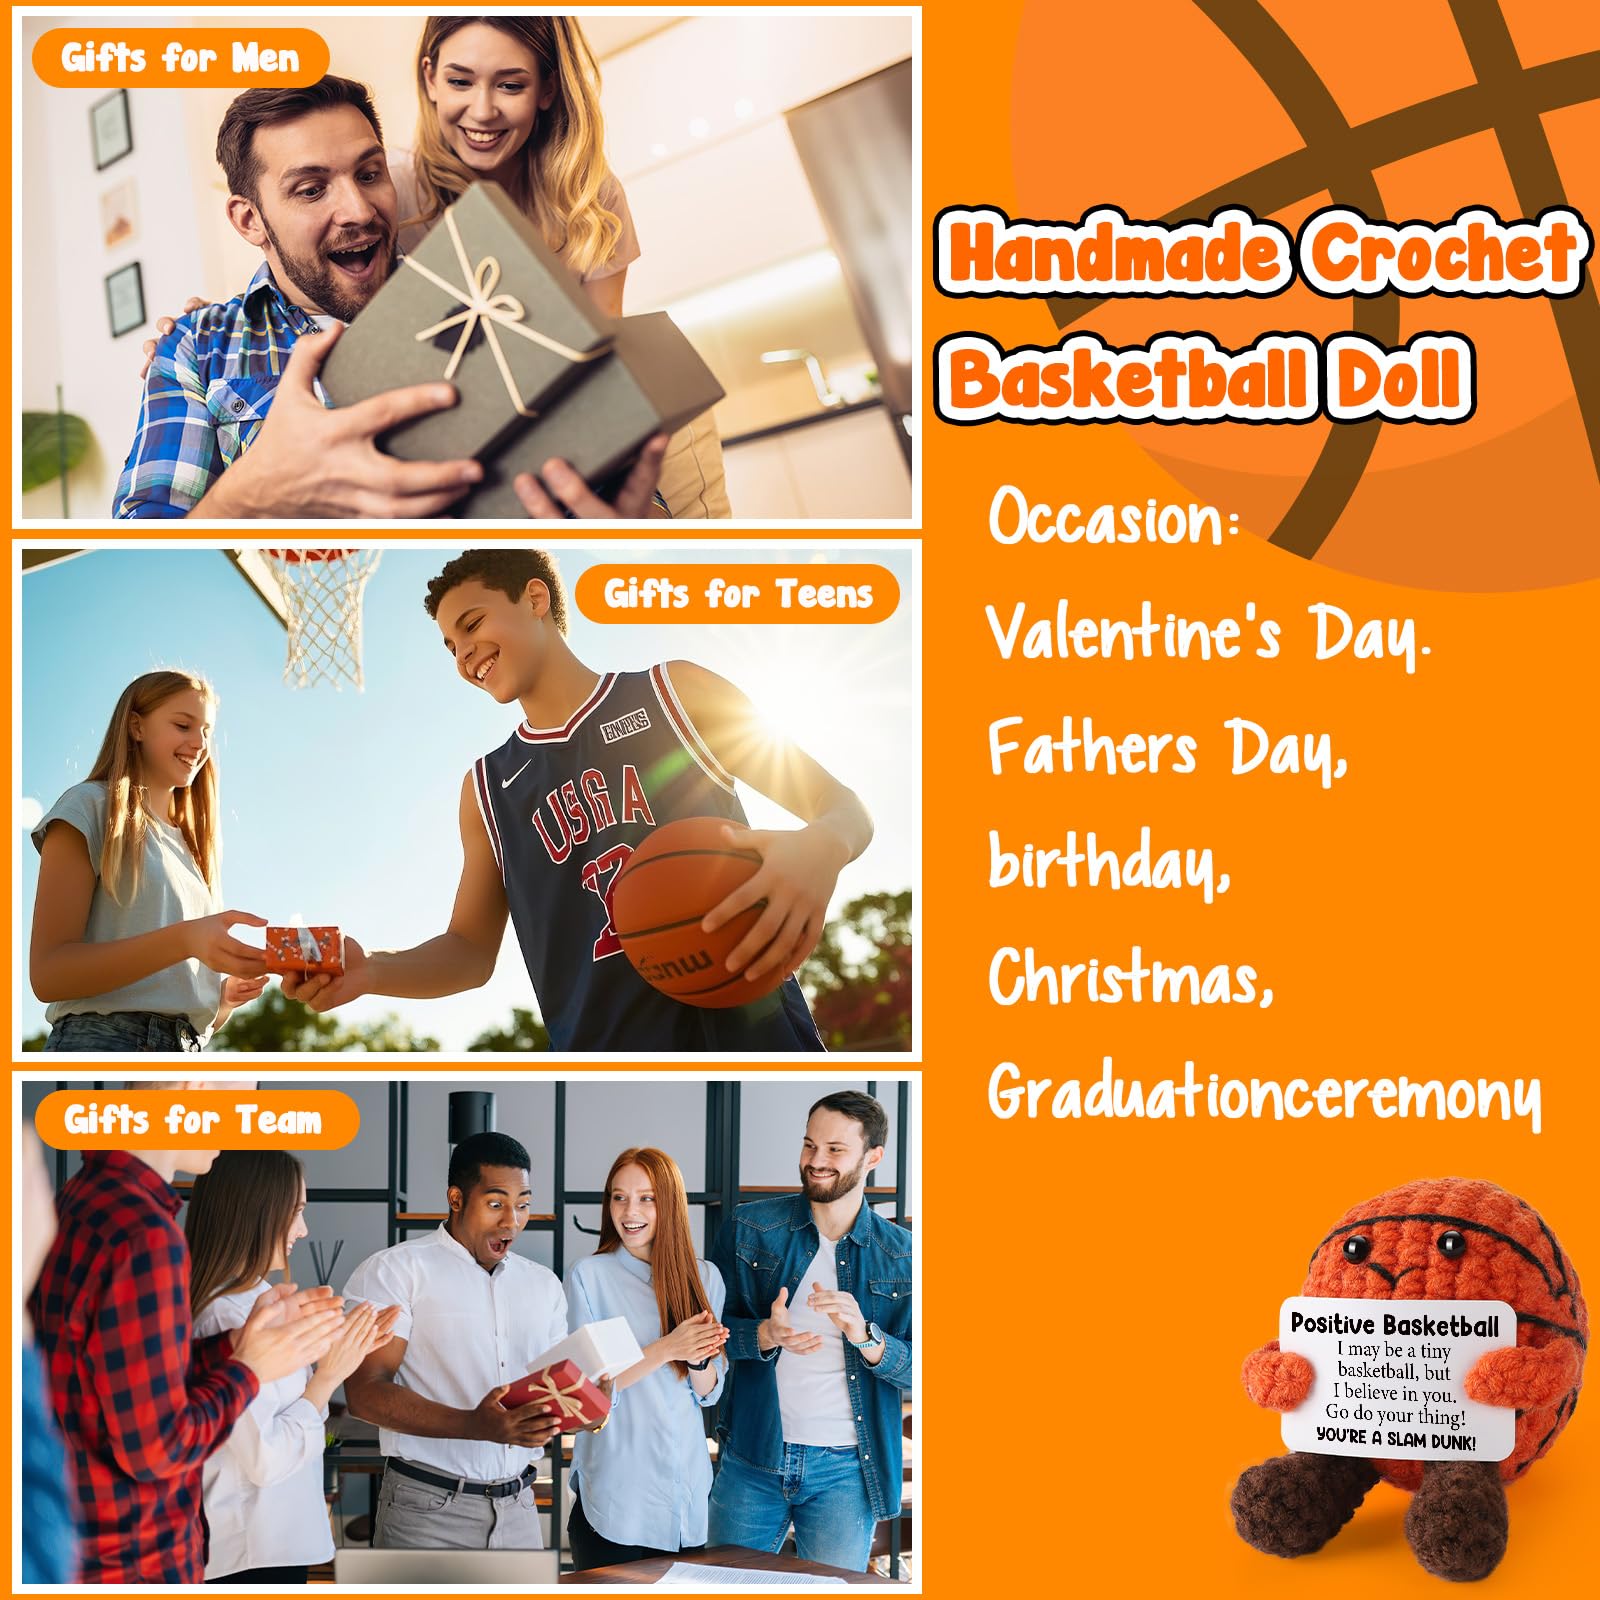 Gifts for Men
Gifts for Teens
USGA
Gifts for Team
Handmade Crochet
Basketball Doll
Occasion:
Valentine's Day.
Fathers Day,
birthday,
Christmas,
Graduationceremony
Positive Basketball
I may be a tiny
basketball, but
I believe in you.
Go do your thing!
YOU'RE A SLAM DUNK!